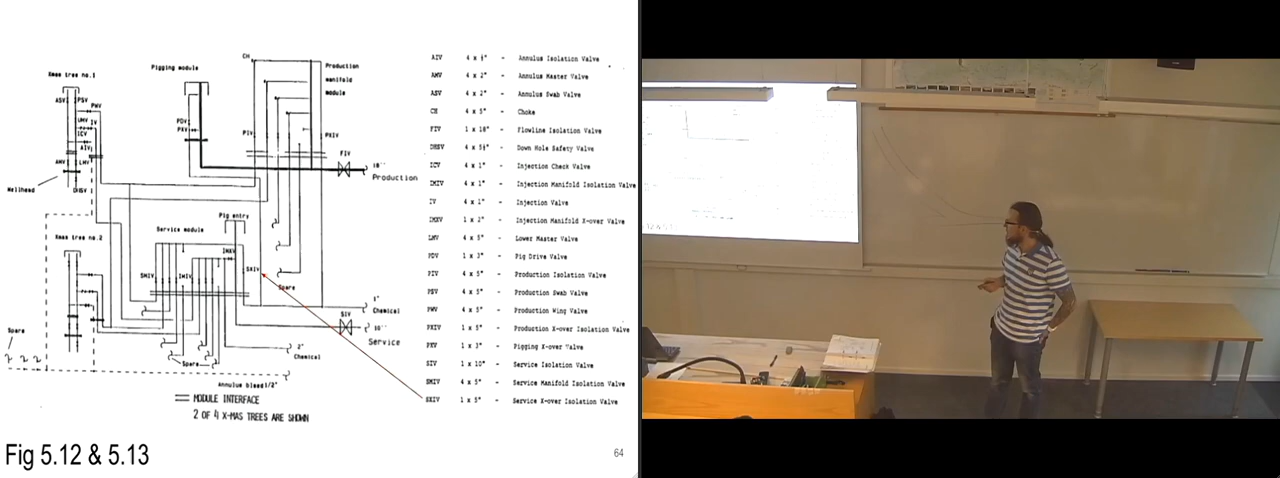 CH
Production
manifold
module
Pigging module
Xmas tree no.1
ASV
PSV
PWV
UMV
IV
ICV
AIV
AMV
LMV
DHSV
Wellhead
PDV
PXV
PIV
PXIV
FIV
18"
Production
Pig entry
Service module
IMXV
Xmas tree no.2
SMIV
IMIV
SXIV
Spare
1"
Chemical
SIV
10"
Service
Spare
2"
Chemical
Spare
Annulus bleed 1/2"
MODULE INTERFACE
2 OF 4 X-MAS TREES ARE SHOWN
AIV 4 x ½" - Annulus Isolation Valve
AMV 4 x 2" - Annulus Master Valve
ASV 4 x 2" - Annulus Swab Valve
CH 4 x 5" - Choke
FIV 1 x 18" - Flowline Isolation Valve
DHSV 4 x 5½" - Down Hole Safety Valve
ICV 4 x 1" - Injection Check Valve
IMIV 4 x 1" - Injection Manifold Isolation Valve
IV 4 x 1" - Injection Valve
IMXV 1 x 2" - Injection Manifold X-over Valve
LMV 4 x 5" - Lower Master Valve
PDV 1 x 3" - Pig Drive Valve
PIV 4 x 5" - Production Isolation Valve
PSV 4 x 5" - Production Swab Valve
PWV 4 x 5" - Production Wing Valve
PXIV 1 x 5" - Production X-over Isolation Valve
PXV 1 x 3" - Pigging X-over Valve
SIV 1 x 10" - Service Isolation Valve
SMIV 4 x 5" - Service Manifold Isolation Valve
SXIV 1 x 5" - Service X-over Isolation Valve
Fig 5.12 & 5.13
64